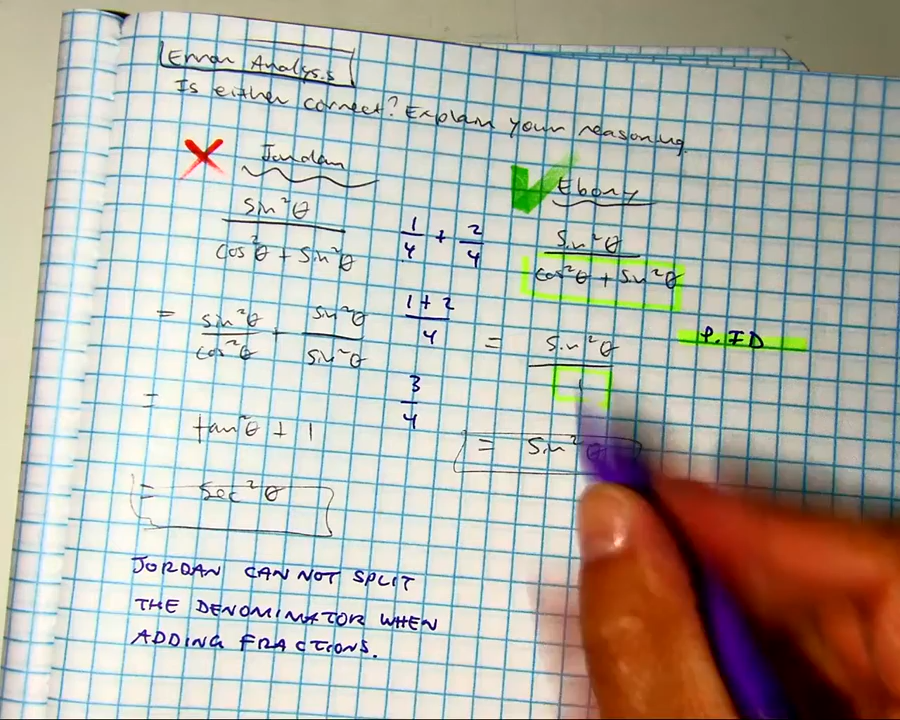 Error Analysis
Is either correct? Explain your reasoning.
Jordan
sin²θ
cos²θ + sin²θ
= sin²θ/cos²θ + sin²θ/sin²θ
=
tan²θ + 1
= sec²θ
JORDAN CAN NOT SPLIT
THE DENOMINATOR WHEN
ADDING FRACTIONS.
1/4 + 2/4
1+2
4
3
4
Ebony
sin²θ
cos²θ + sin²θ
= sin²θ
1
= sin²θ
P. ID